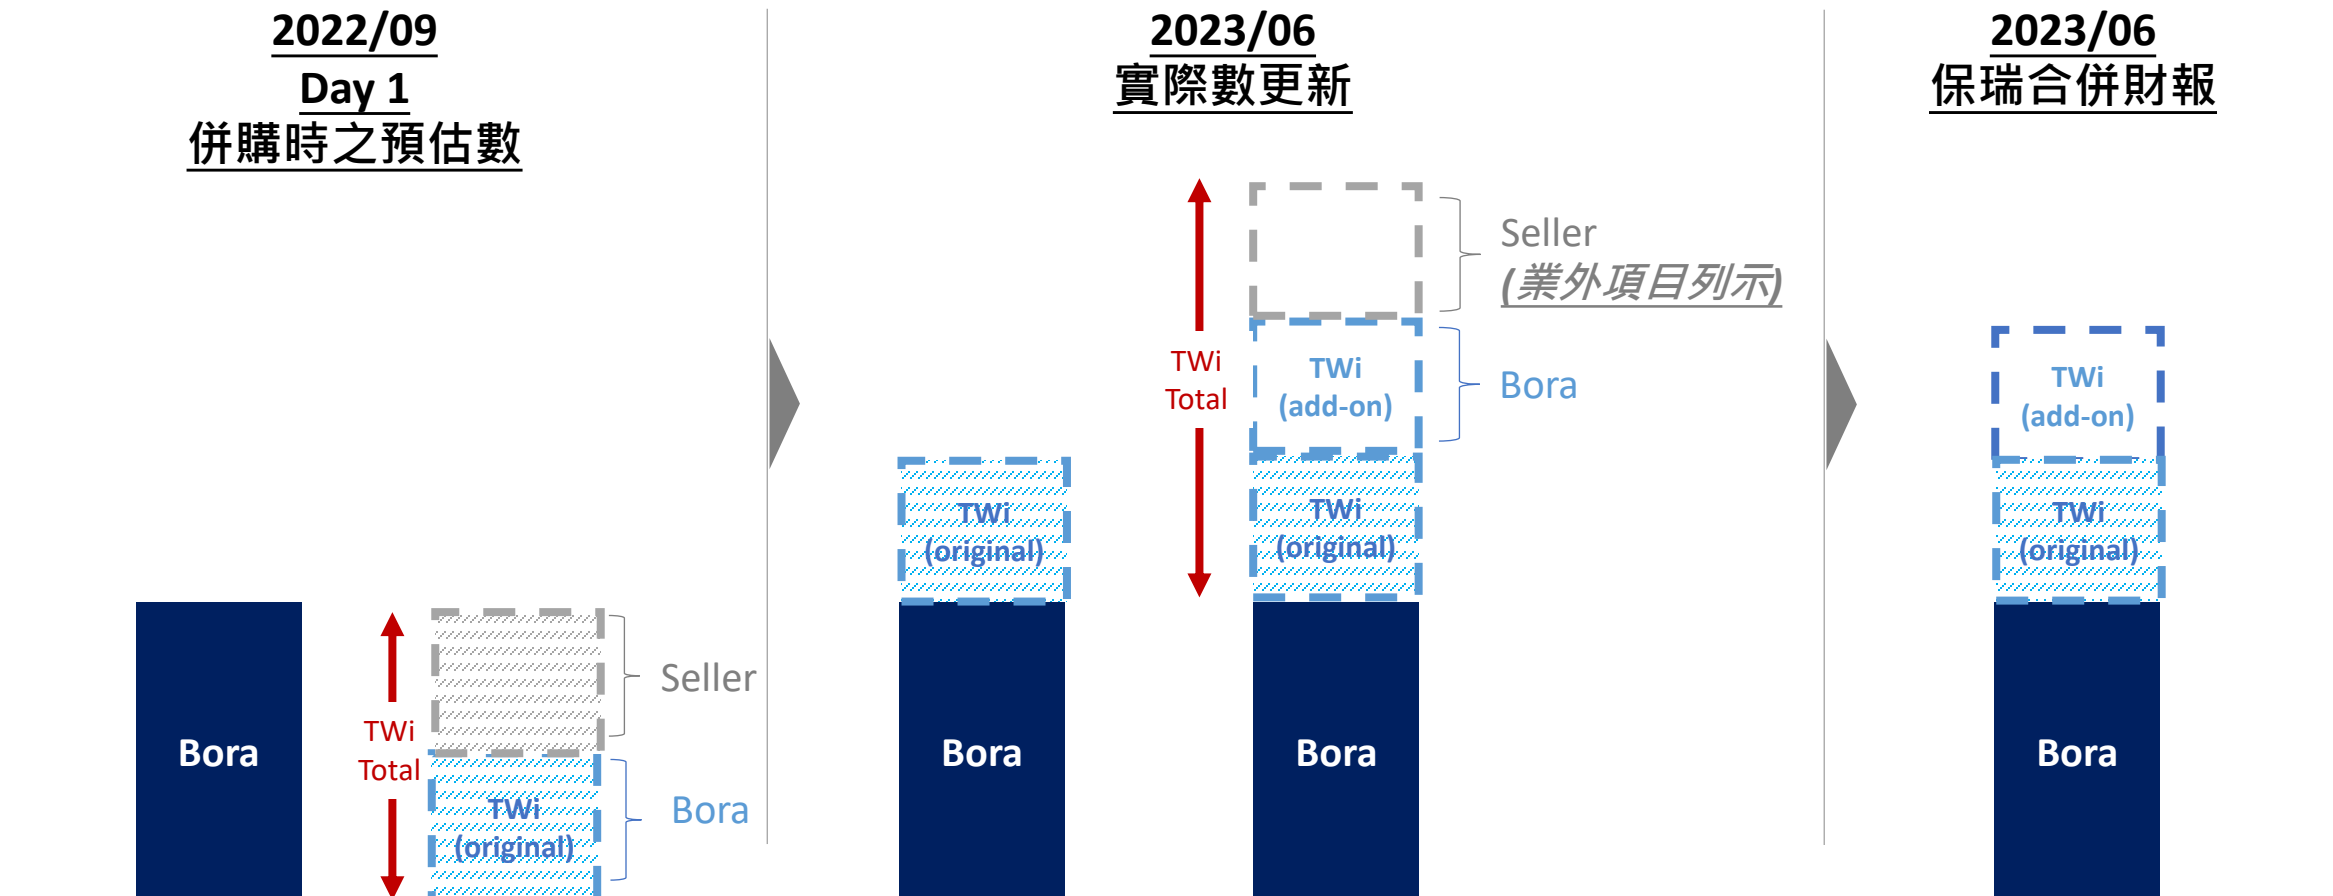 2022/09
Day 1
併購時之預估數
Bora
TWi
Total
Seller
TWi
(original)
Bora
2023/06
實際數更新
TWi
(original)
Bora
TWi
Total
Seller
(業外項目列示)
TWi
(add-on)
Bora
TWi
(original)
Bora
2023/06
保瑞合併財報
TWi
(add-on)
TWi
(original)
Bora